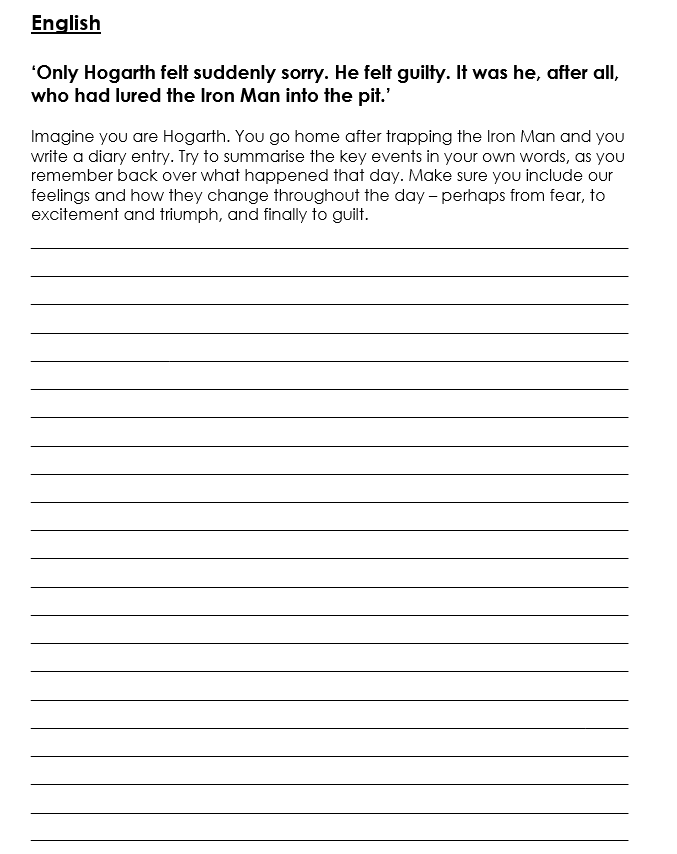 English
‘Only Hogarth felt suddenly sorry. He felt guilty. It was he, after all,
who had lured the Iron Man into the pit.’
Imagine you are Hogarth. You go home after trapping the Iron Man and you
write a diary entry. Try to summarise the key events in your own words, as you
remember back over what happened that day. Make sure you include our
feelings and how they change throughout the day – perhaps from fear, to
excitement and triumph, and finally to guilt.